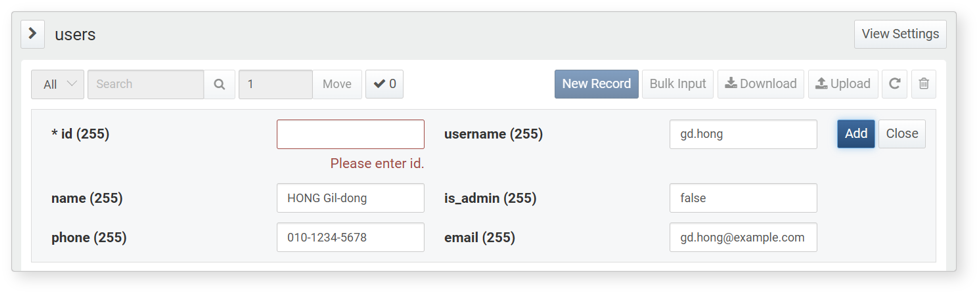 users View Settings
All Search 1 Move 0 New Record Bulk Input Download Upload
* id (255) username (255) gd.hong Add Close
Please enter id.
name (255) HONG Gil-dong is_admin (255) false
phone (255) 010-1234-5678 email (255) gd.hong@example.com